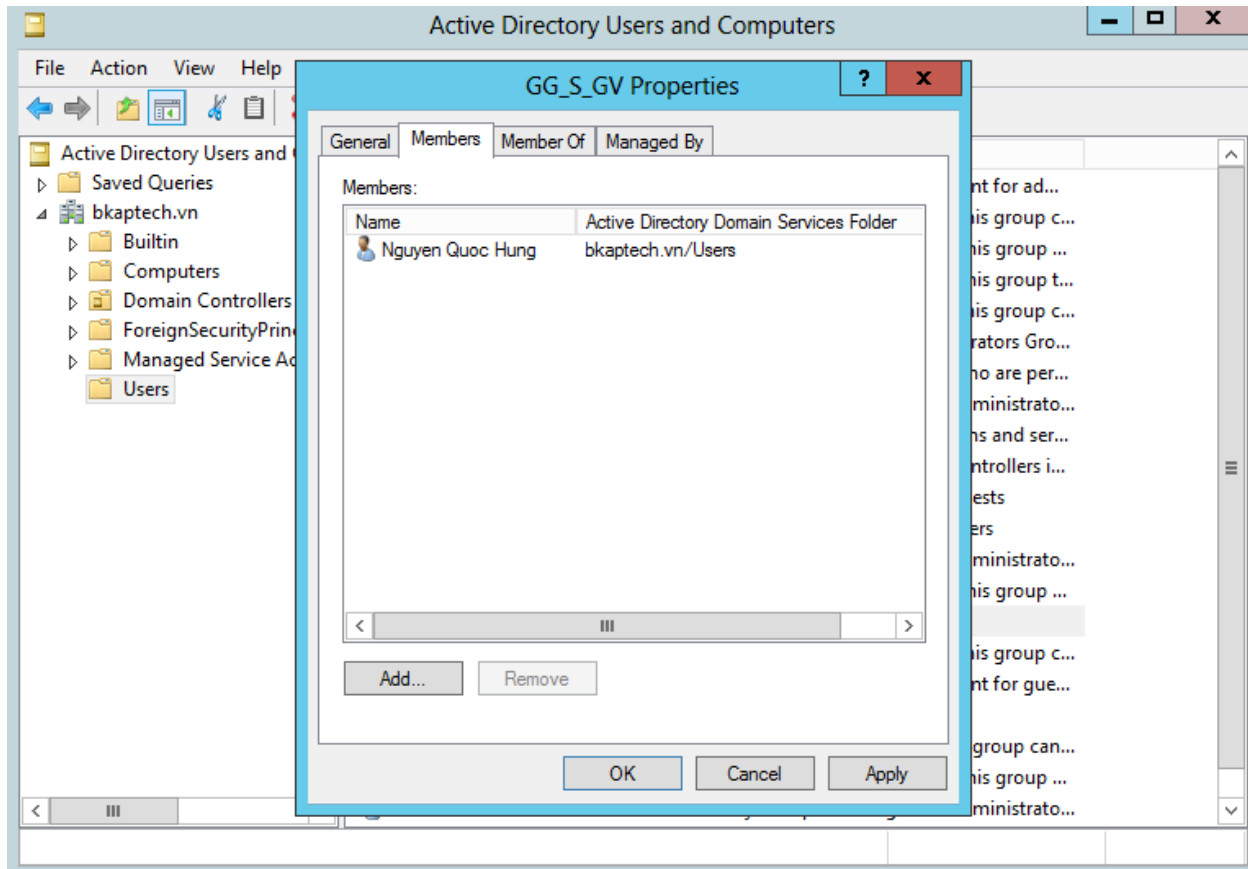 Active Directory Users and Computers
File Action View Help
GG_S_GV Properties
General Members Member Of Managed By
Active Directory Users and
Saved Queries
bkaptech.vn
Builtin
Computers
Domain Controllers
ForeignSecurityPrin
Managed Service Ac
Users
Members:
Name Active Directory Domain Services Folder
Nguyen Quoc Hung bkaptech.vn/Users
Add... Remove
OK Cancel Apply
nt for ad...
is group c...
his group ...
his group t...
is group c...
rators Gro...
ho are per...
ministrato...
ns and ser...
ntrollers i...
ests
ers
ministrato...
his group ...
is group c...
nt for gue...
group can...
his group ...
ministrato...